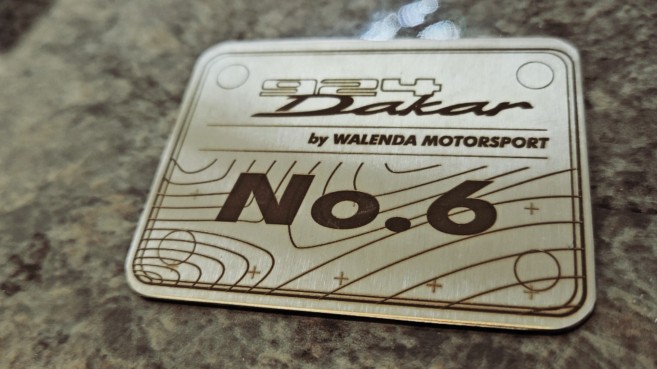 924
Dakar
by WALENDA MOTORSPORT
No.6